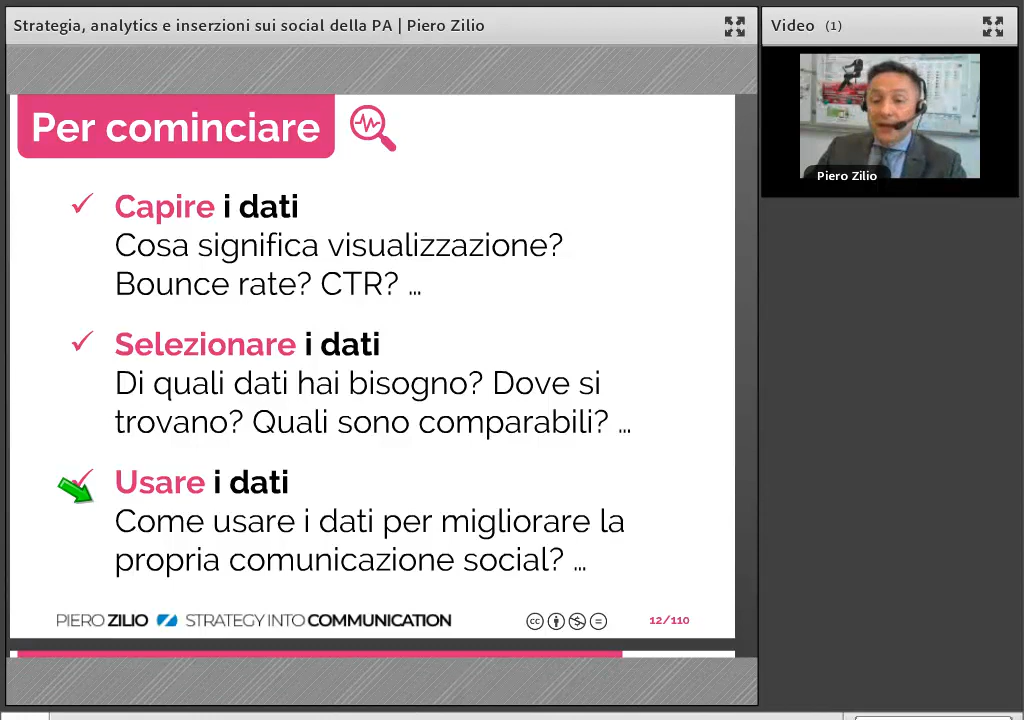 Strategia, analytics e inserzioni sui social della PA | Piero Zilio
Video (1)
Piero Zilio
Per cominciare
Capire i dati
Cosa significa visualizzazione?
Bounce rate? CTR? ...
Selezionare i dati
Di quali dati hai bisogno? Dove si
trovano? Quali sono comparabili? ...
Usare i dati
Come usare i dati per migliorare la
propria comunicazione social? ...
PIERO ZILIO STRATEGY INTO COMMUNICATION
cc
12/110